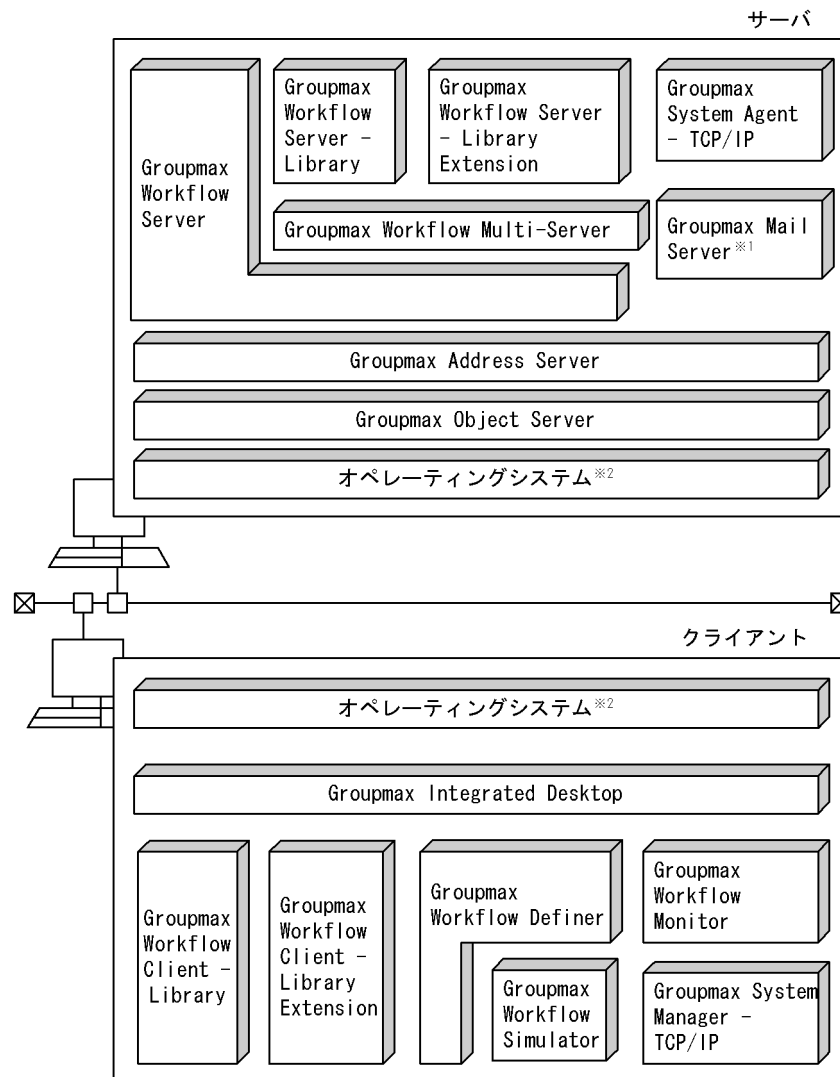 サーバ
Groupmax
Workflow
Server
Groupmax
Workflow
Server －
Library
Groupmax
Workflow Server
－ Library
Extension
Groupmax
System Agent
－ TCP/IP
Groupmax Workflow Multi-Server
Groupmax Mail
Server※1
Groupmax Address Server
Groupmax Object Server
オペレーティングシステム※2
クライアント
オペレーティングシステム※2
Groupmax Integrated Desktop
Groupmax
Workflow
Client －
Library
Groupmax
Workflow
Client －
Library
Extension
Groupmax
Workflow Definer
Groupmax
Workflow
Monitor
Groupmax
Workflow
Simulator
Groupmax System
Manager －
TCP/IP